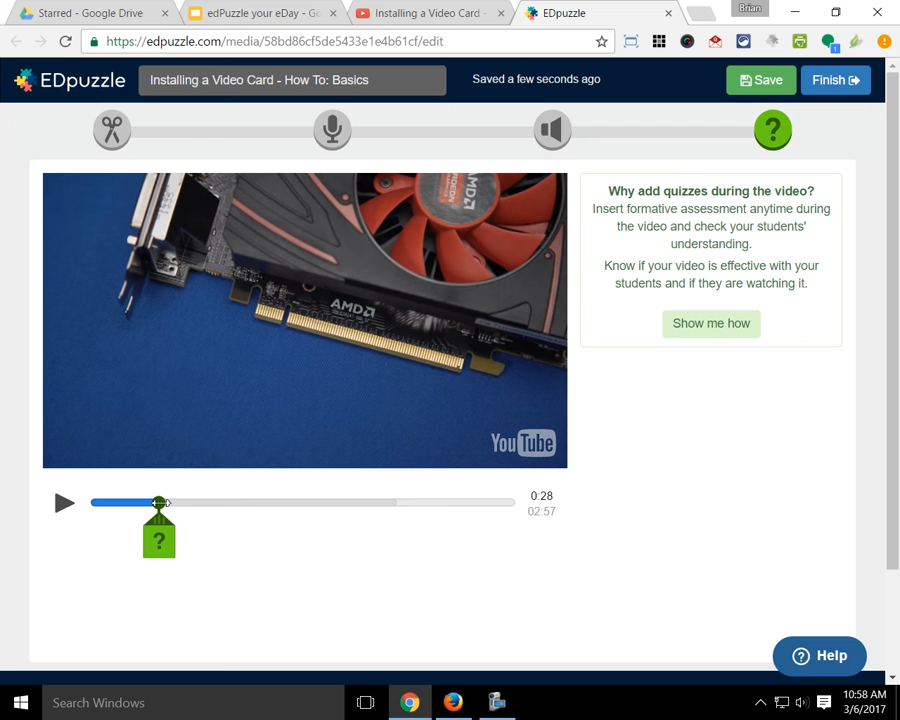 Starred - Google Drive
edPuzzle your eDay - Go
Installing a Video Card -
EDpuzzle
Brian
https://edpuzzle.com/media/58bd86cf5de5433e1e4b61cf/edit
1
EDpuzzle
Installing a Video Card - How To: Basics
Saved a few seconds ago
Save
Finish
?
Why add quizzes during the video?
Insert formative assessment anytime during
the video and check your students'
understanding.
Know if your video is effective with your
students and if they are watching it.
Show me how
AMD
RADEON
AMD
YouTube
0:28
02:57
?
? Help
Search Windows
10:58 AM
3/6/2017